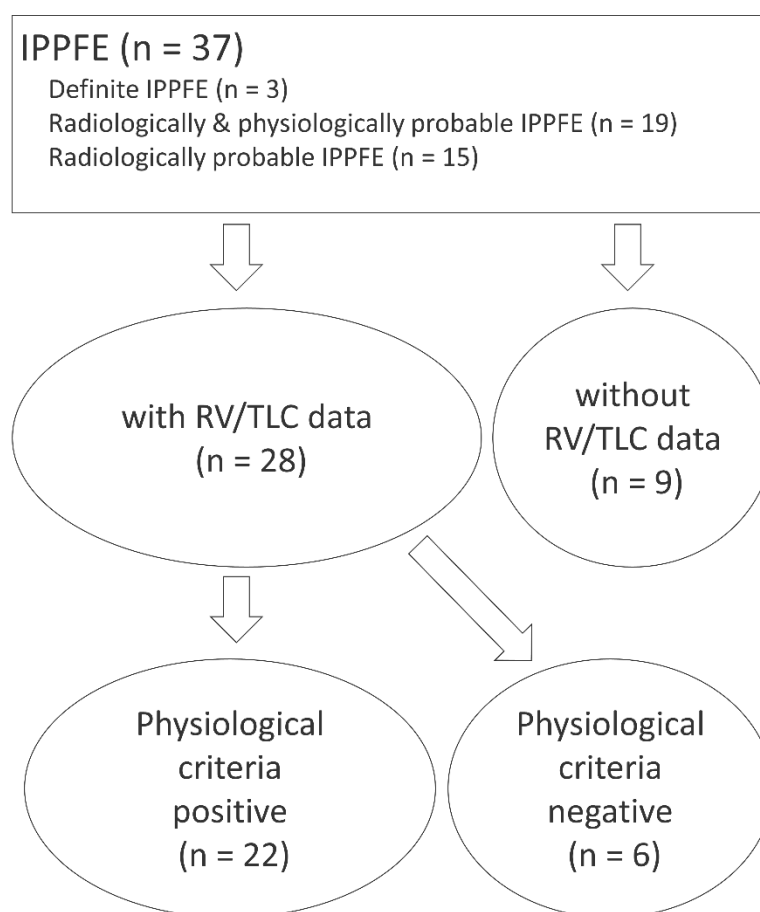 IPPFE (n = 37)
Definite IPPFE (n = 3)
Radiologically & physiologically probable IPPFE (n = 19)
Radiologically probable IPPFE (n = 15)
with RV/TLC data
(n = 28)
without
RV/TLC data
(n = 9)
Physiological
criteria
positive
(n = 22)
Physiological
criteria
negative
(n = 6)